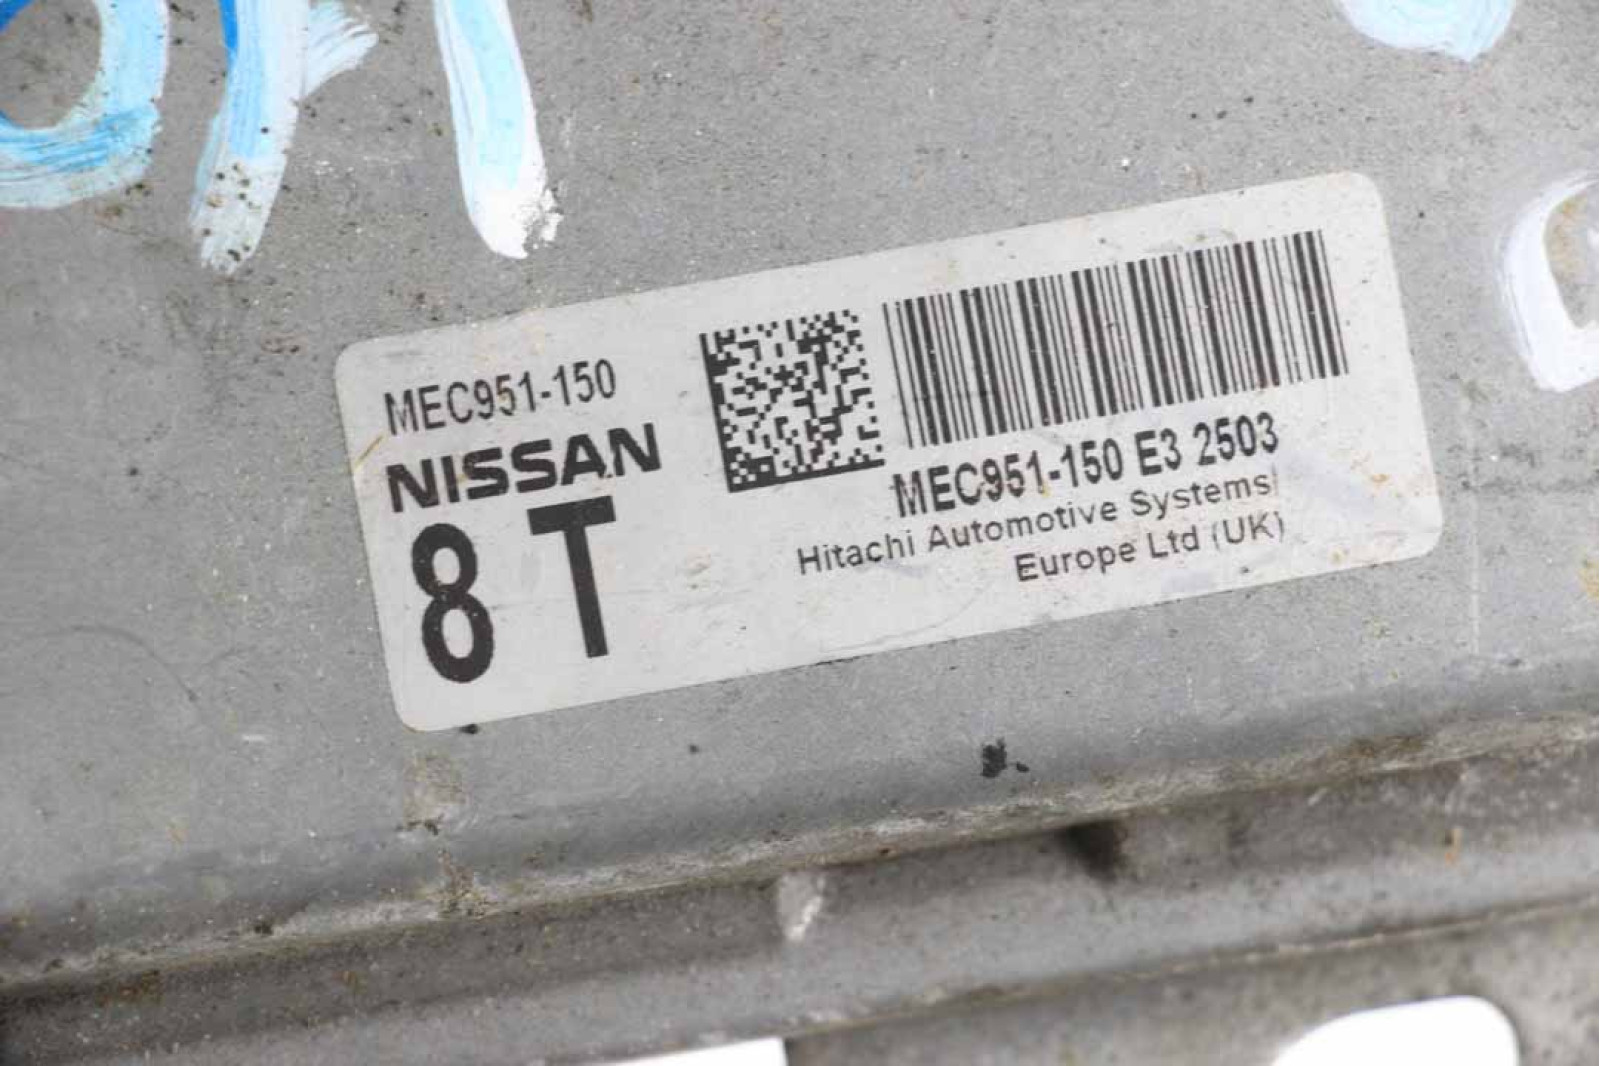 MEC951-150
NISSAN
8 T
MEC951-150 E3 2503
Hitachi Automotive Systems
Europe Ltd (UK)